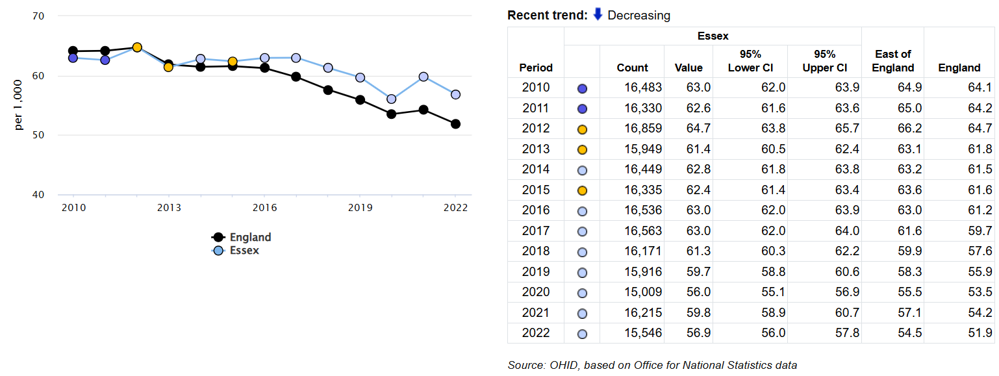 70
60
50
40
per 1,000
2010 2013 2016 2019 2022
England
Essex
Recent trend: Decreasing
Essex
Period Count Value 95% Lower CI 95% Upper CI East of England England
2010 16,483 63.0 62.0 63.9 64.9 64.1
2011 16,330 62.6 61.6 63.6 65.0 64.2
2012 16,859 64.7 63.8 65.7 66.2 64.7
2013 15,949 61.4 60.5 62.4 63.1 61.8
2014 16,449 62.8 61.8 63.8 63.2 61.5
2015 16,335 62.4 61.4 63.4 63.6 61.6
2016 16,536 63.0 62.0 63.9 63.0 61.2
2017 16,563 63.0 62.0 64.0 61.6 59.7
2018 16,171 61.3 60.3 62.2 59.9 57.6
2019 15,916 59.7 58.8 60.6 58.3 55.9
2020 15,009 56.0 55.1 56.9 55.5 53.5
2021 16,215 59.8 58.9 60.7 57.1 54.2
2022 15,546 56.9 56.0 57.8 54.5 51.9
Source: OHID, based on Office for National Statistics data